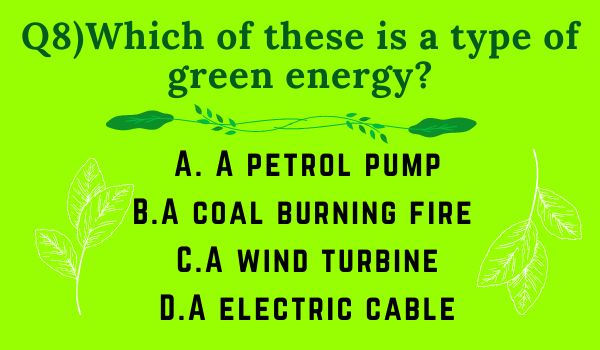 Q8)Which of these is a type of
green energy?
A. A PETROL PUMP
B.A COAL BURNING FIRE
C.A WIND TURBINE
D.A ELECTRIC CABLE